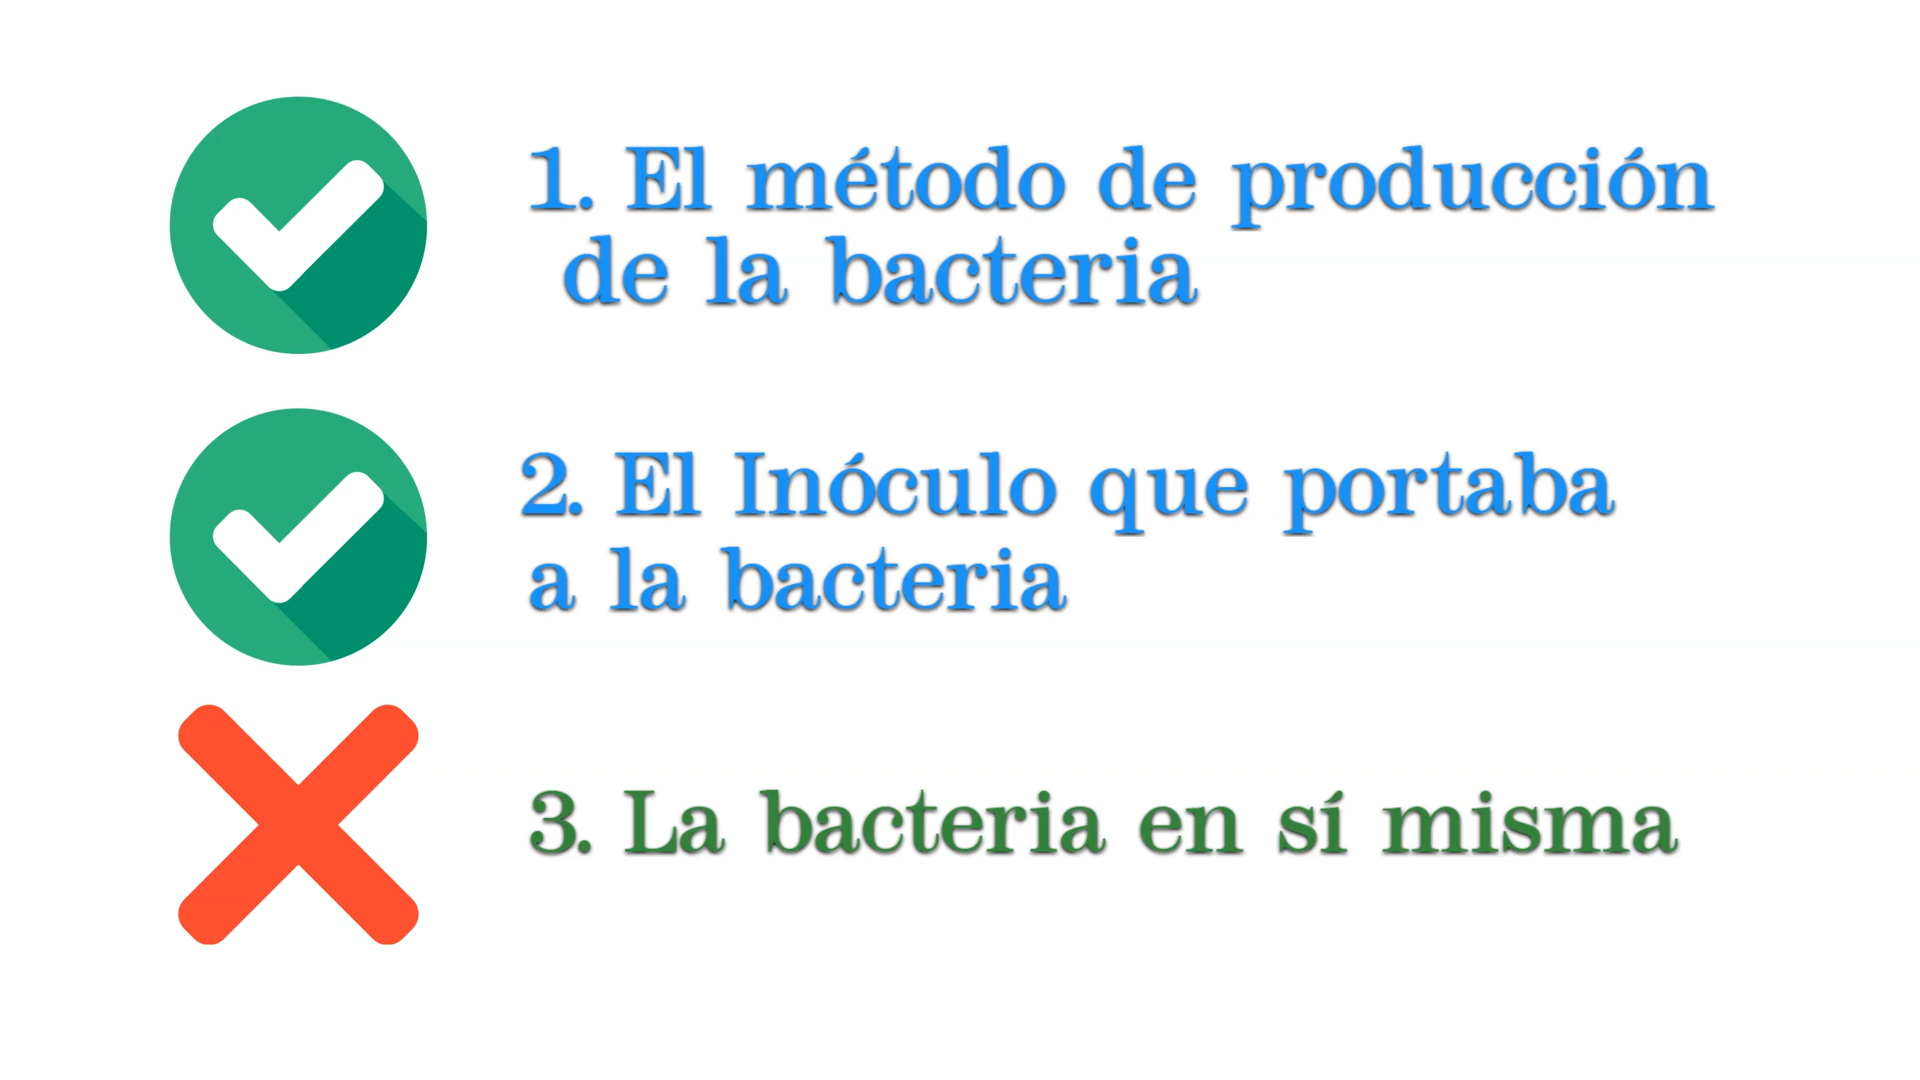 1. El método de producción
de la bacteria
2. El Inóculo que portaba
a la bacteria
3. La bacteria en sí misma